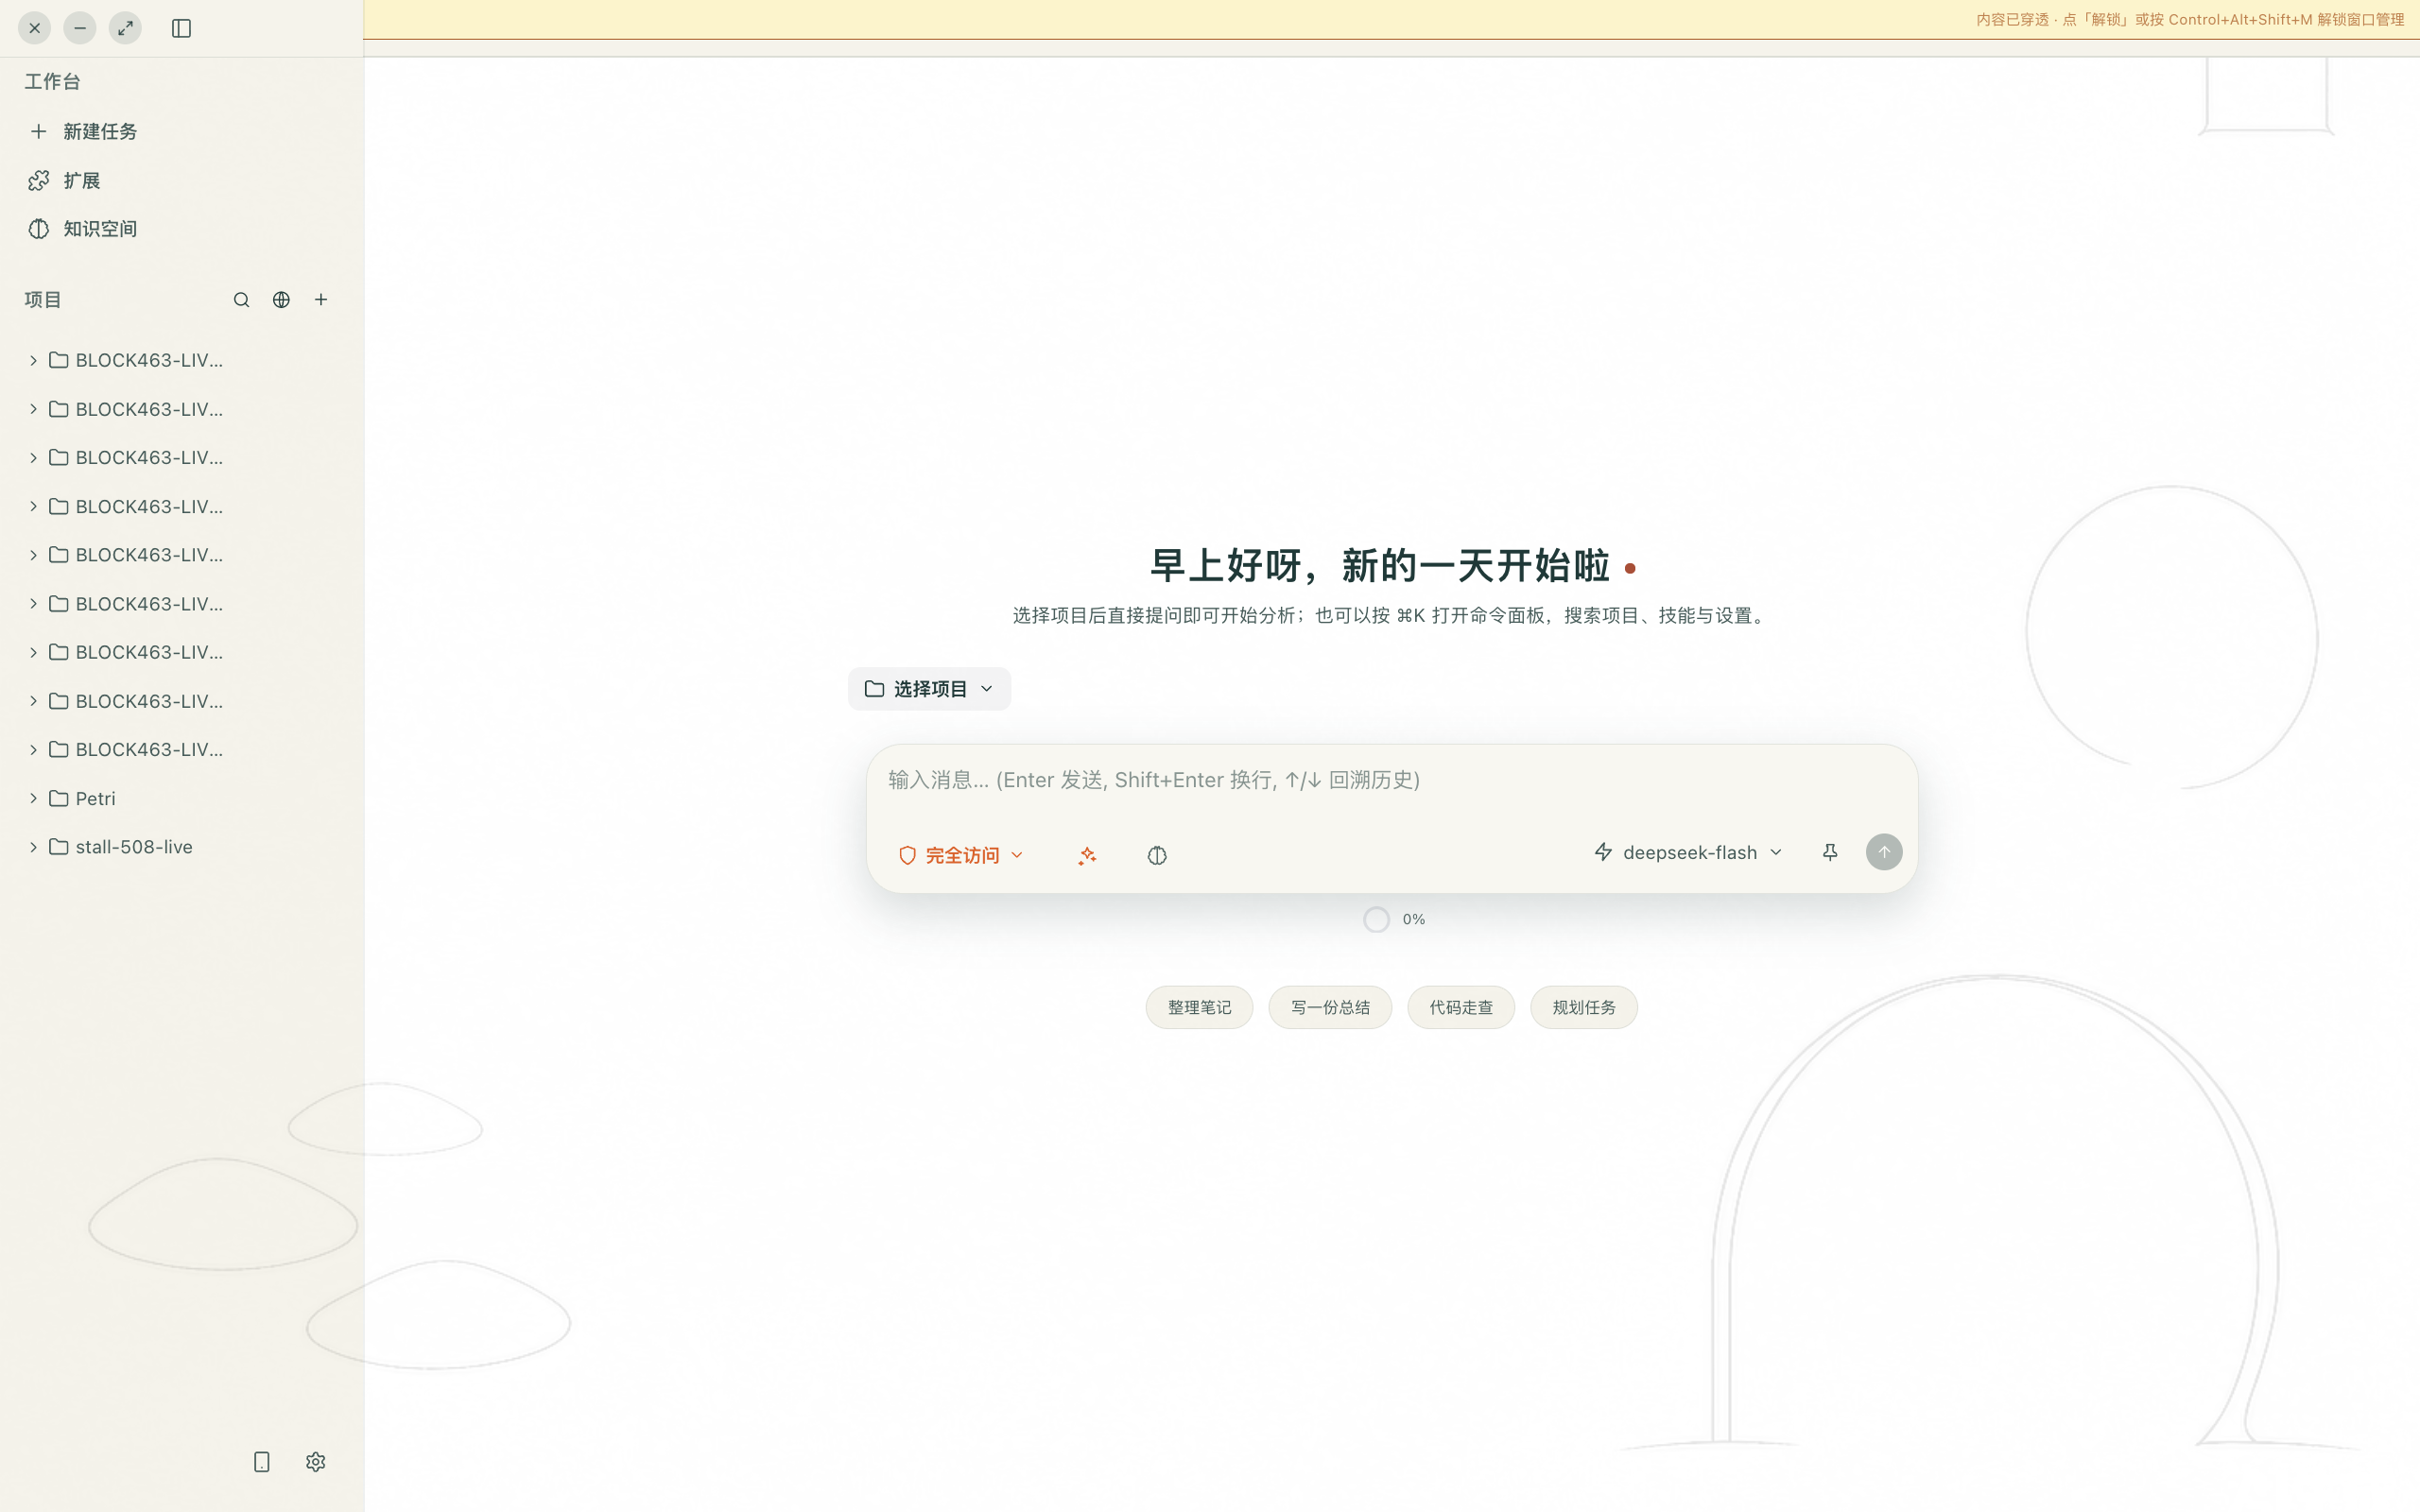 内容已穿透 · 点「解锁」或按 Control+Alt+Shift+M 解锁窗口管理
工作台
新建任务
扩展
知识空间
项目
BLOCK463-LIV...
BLOCK463-LIV...
BLOCK463-LIV...
BLOCK463-LIV...
BLOCK463-LIV...
BLOCK463-LIV...
BLOCK463-LIV...
BLOCK463-LIV...
BLOCK463-LIV...
Petri
stall-508-live
早上好呀，新的一天开始啦
选择项目后直接提问即可开始分析；也可以按 ⌘K 打开命令面板，搜索项目、技能与设置。
选择项目
输入消息... (Enter 发送, Shift+Enter 换行, ↑/↓ 回溯历史)
完全访问
deepseek-flash
0%
整理笔记
写一份总结
代码走查
规划任务